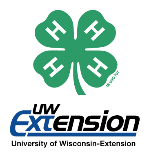 H H
H H
UW
Extension
University of Wisconsin-Extension